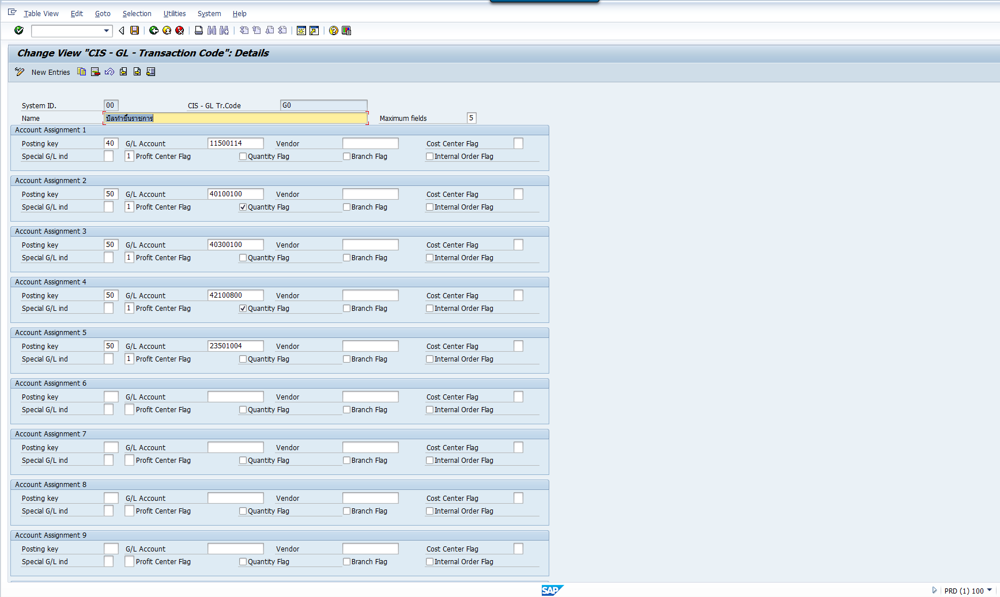 Table View Edit Goto Selection Utilities System Help
Change View "CIS - GL - Transaction Code": Details
New Entries
System ID. 00 CIS - GL Tr.Code G0
Name บิลทำขึ้นราชการ Maximum fields 5
Account Assignment 1
Posting key 40 G/L Account 11500114 Vendor Cost Center Flag
Special G/L ind 1 Profit Center Flag Quantity Flag Branch Flag Internal Order Flag
Account Assignment 2
Posting key 50 G/L Account 40100100 Vendor Cost Center Flag
Special G/L ind 1 Profit Center Flag Quantity Flag Branch Flag Internal Order Flag
Account Assignment 3
Posting key 50 G/L Account 40300100 Vendor Cost Center Flag
Special G/L ind 1 Profit Center Flag Quantity Flag Branch Flag Internal Order Flag
Account Assignment 4
Posting key 50 G/L Account 42100800 Vendor Cost Center Flag
Special G/L ind 1 Profit Center Flag Quantity Flag Branch Flag Internal Order Flag
Account Assignment 5
Posting key 50 G/L Account 23501004 Vendor Cost Center Flag
Special G/L ind 1 Profit Center Flag Quantity Flag Branch Flag Internal Order Flag
Account Assignment 6
Posting key G/L Account Vendor Cost Center Flag
Special G/L ind Profit Center Flag Quantity Flag Branch Flag Internal Order Flag
Account Assignment 7
Posting key G/L Account Vendor Cost Center Flag
Special G/L ind Profit Center Flag Quantity Flag Branch Flag Internal Order Flag
Account Assignment 8
Posting key G/L Account Vendor Cost Center Flag
Special G/L ind Profit Center Flag Quantity Flag Branch Flag Internal Order Flag
Account Assignment 9
Posting key G/L Account Vendor Cost Center Flag
Special G/L ind Profit Center Flag Quantity Flag Branch Flag Internal Order Flag
SAP PRD (1) 100